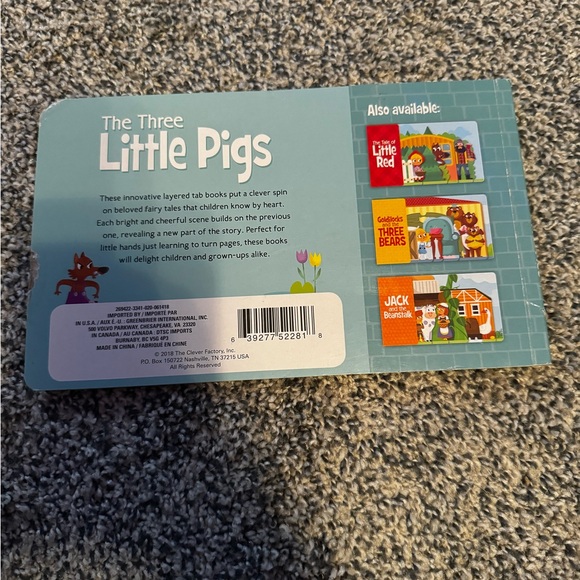 The Three
Little Pigs
These innovative layered tab books put a clever spin
on beloved fairy tales that children know by heart.
Each bright and cheerful scene builds on the previous
one, revealing a new part of the story. Perfect for
little hands just learning to turn pages, these books
will delight children and grown-ups alike.
209422-3341-020-061418
IMPORTED BY / IMPORTÉ PAR
IN U.S.A. / AUX É.-U. : GREENBRIER INTERNATIONAL, INC.
500 VOLVO PARKWAY, CHESAPEAKE, VA 23320
IN CANADA / AU CANADA : DTSC IMPORTS
BURNABY, BC V5G 4P3
MADE IN CHINA / FABRIQUÉ EN CHINE
© 2018 The Clever Factory, Inc.
P.O. Box 150722 Nashville, TN 37215 USA
All Rights Reserved
6 39277 52281 8
Also available:
The Tale of
Little
Red
Goldilocks
and the
THREE
BEARS
JACK
and the
Beanstalk